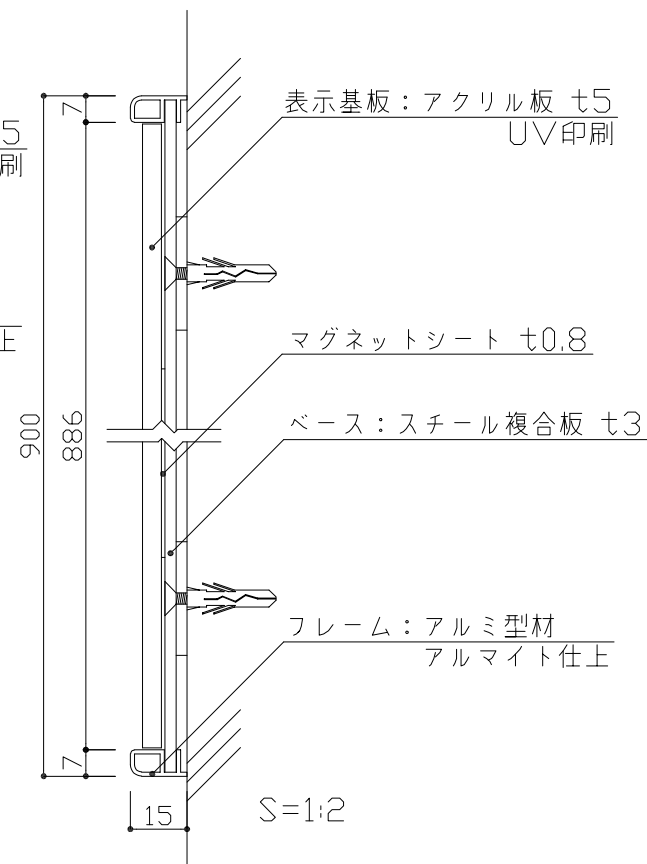 7
表示基板：アクリル板 t5
UV印刷
5
刷
マグネットシート t0.8
上
ベース：スチール複合板 t3
900
886
フレーム：アルミ型材
アルマイト仕上
7
15
S=1:2